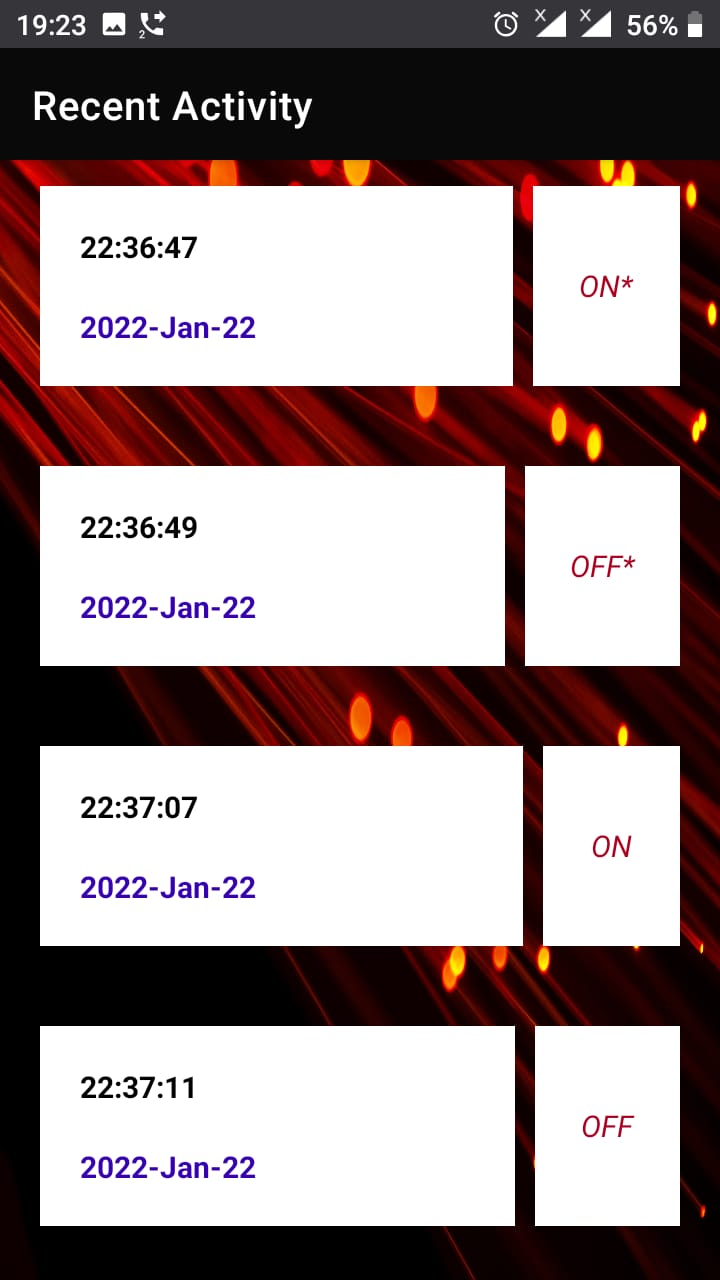 19:23 2 X X 56%
Recent Activity
22:36:47
2022-Jan-22
ON*
22:36:49
2022-Jan-22
OFF*
22:37:07
2022-Jan-22
ON
22:37:11
2022-Jan-22
OFF